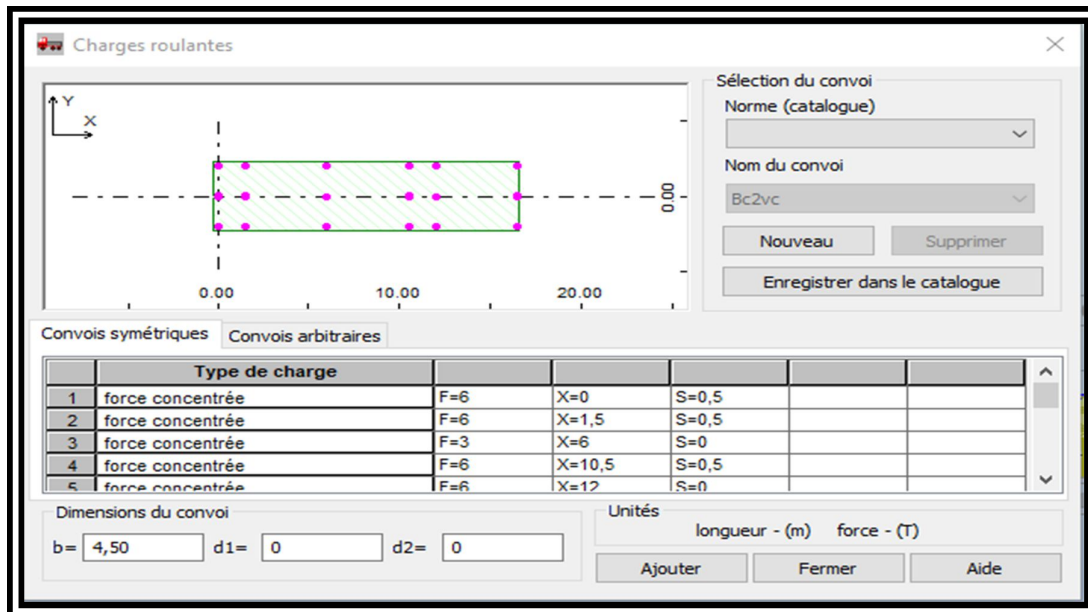 Charges roulantes
Y
X
0.00
0.00
10.00
20.00
Sélection du convoi
Norme (catalogue)
Nom du convoi
Bc2vc
Nouveau
Supprimer
Enregistrer dans le catalogue
Convois symétriques
Convois arbitraires
Type de charge
1 force concentrée F=6 X=0 S=0,5
2 force concentrée F=6 X=1,5 S=0,5
3 force concentrée F=3 X=6 S=0
4 force concentrée F=6 X=10,5 S=0,5
5 force concentrée F=6 X=12 S=0
Dimensions du convoi
b= 4,50 d1= 0 d2= 0
Unités
longueur - (m) force - (T)
Ajouter
Fermer
Aide